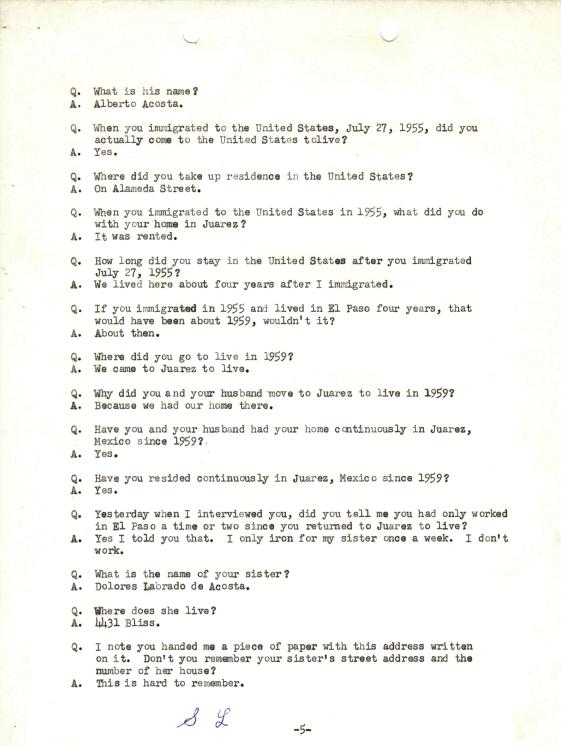 Q. What is his name?
A. Alberto Acosta.
Q. When you immigrated to the United States, July 27, 1955, did you
actually come to the United States tolive?
A. Yes.
Q. Where did you take up residence in the United States?
A. On Alameda Street.
Q. When you immigrated to the United States in 1955, what did you do
with your home in Juarez?
A. It was rented.
Q. How long did you stay in the United States after you immigrated
July 27, 1955?
A. We lived here about four years after I immigrated.
Q. If you immigrated in 1955 and lived in El Paso four years, that
would have been about 1959, wouldn't it?
A. About then.
Q. Where did you go to live in 1959?
A. We came to Juarez to live.
Q. Why did you and your husband move to Juarez to live in 1959?
A. Because we had our home there.
Q. Have you and your husband had your home continuously in Juarez,
Mexico since 1959?
A. Yes.
Q. Have you resided continuously in Juarez, Mexico since 1959?
A. Yes.
Q. Yesterday when I interviewed you, did you tell me you had only worked
in El Paso a time or two since you returned to Juarez to live?
A. Yes I told you that. I only iron for my sister once a week. I don't
work.
Q. What is the name of your sister?
A. Dolores Labrado de Acosta.
Q. Where does she live?
A. 4431 Bliss.
Q. I note you handed me a piece of paper with this address written
on it. Don't you remember your sister's street address and the
number of her house?
A. This is hard to remember.
S L
-5-